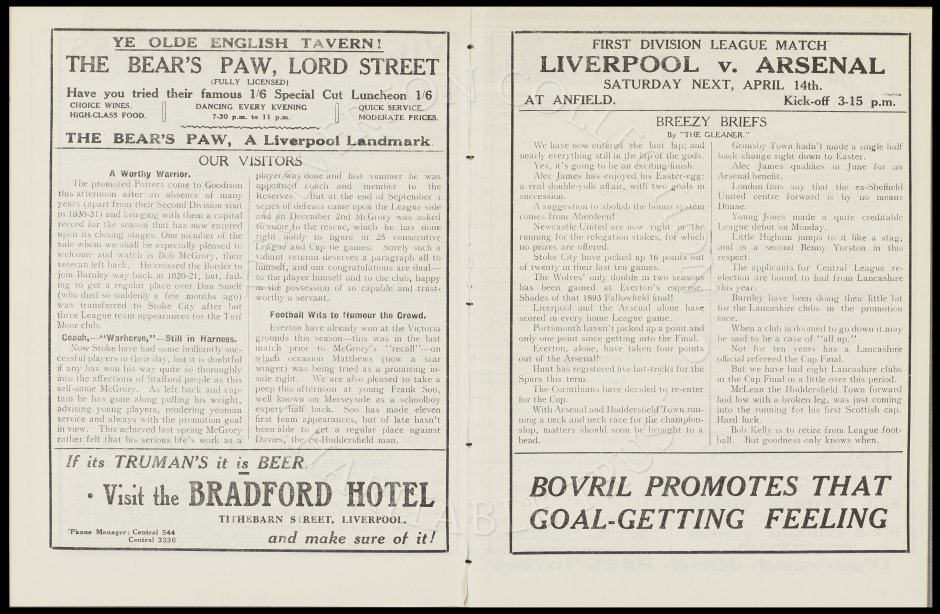 YE OLDE ENGLISH TAVERN!
THE BEAR'S PAW, LORD STREET
(FULLY LICENSED)
Have you tried their famous 1/6 Special Cut Luncheon 1/6
CHOICE WINES.
HIGH-CLASS FOOD.
DANCING EVERY EVENING
7-30 p.m. to 11 p.m.
QUICK SERVICE.
MODERATE PRICES.
THE BEAR'S PAW, A Liverpool Landmark.
OUR VISITORS
A Worthy Warrior.
The promoted Potters come to Goodison
this afternoon after an absence of many
years (apart from their Second Division visit
in 1930-31) and bringing with them a capital
record for the season that has now entered
upon its closing stages. One member of the
side whom we shall be especially pleased to
welcome and watch is Bob McGrory, their
veteran left back. He crossed the Border to
join Burnley way back in 1920-21, but, fail-
ing to get a regular place over Dan Smelt
(who died so suddenly a few months ago)
was transferred to Stoke City after but
three League team appearances for the Turf
Moor club.
Coach,—"Warhorse,"—Still in Harness.
Now Stoke have had some brilliantly suc-
cessful players in their day, but it is doubtful
if any has won his way quite so thoroughly
into the affections of Stafford people as this
self-same McGrory. As left back and cap-
tain he has gone along pulling his weight,
advising young players, rendering yeoman
service and always with the promotion goal
in view. This achieved last spring McGrory
rather felt that his serious life's work as a
player was done and last summer he was
appointed coach and member to the
Reserves. But at the end of September a
series of defeats came upon the League side
and on December 2nd McGrory was asked
to come to the rescue, which he has done
right nobly to figure in 25 consecutive
League and Cup tie games. Surely such a
valiant veteran deserves a paragraph all to
himself, and our congratulations are dual—
to the player himself and to the club, happy
in the possession of so capable and trust-
worthy a servant.
Football Wits to Humour the Crowd.
Everton have already won at the Victoria
grounds this season—this was in the last
match prior to McGrory's "recall"—on
which occasion Matthews (now a star
winger) was being tried as a promising in-
side right. We are also pleased to take a
peep this afternoon at young Frank Soo,
well known on Merseyside as a schoolboy
expert half back. Soo has made eleven
first team appearances, but of late hasn't
been able to get a regular place against
Davies, the ex-Huddersfield man.
If its TRUMAN'S it is BEER.
• Visit the BRADFORD HOTEL
TITHEBARN STREET, LIVERPOOL.
'Phone Manager: Central 544
Central 3336
and make sure of it!
FIRST DIVISION LEAGUE MATCH
LIVERPOOL v. ARSENAL
SATURDAY NEXT, APRIL 14th.
AT ANFIELD. Kick-off 3-15 p.m.
BREEZY BRIEFS
By "THE GLEANER."
We have now entered the last lap; and
nearly everything still in the lap of the gods.
Yes, it's going to be an exciting finish.
Alec James has enjoyed his Easter-egg:
a real double-yolk affair, with two goals in
succession.
A suggestion to abolish the bonus system
comes from Aberdeen!
Newcastle United are now right in the
running for the relegation stakes, for which
no prizes are offered.
Stoke City have picked up 16 points out
of twenty in their last ten games.
The Wolves' only double in two seasons
has been gained at Everton's expense.
Shades of that 1893 Fallowfield final!
Liverpool and the Arsenal alone have
scored in every home League game.
Portsmouth haven't picked up a point and
only one point since getting into the Final.
Everton, alone, have taken four points
out of the Arsenal!
Hunt has registered five hat-tricks for the
Spurs this term.
The Corinthians have decided to re-enter
for the Cup.
With Arsenal and Huddersfield Town run-
ning a neck and neck race for the champion-
ship, matters should soon be brought to a
head.
Grimsby Town hadn't made a single half
back change right down to Easter.
Alec James qualifies in June for an
Arsenal benefit.
London fans say that the ex-Sheffield
United centre forward is by no means
Dunne.
Young Jones made a quite creditable
League debut on Monday.
Little Higham jumps to it like a stag,
and is a second Benny Yorston in this
respect.
The applicants for Central League re-
election are bound to hail from Lancashire
this year.
Burnley have been doing their little bit
for the Lancashire clubs in the promotion
race.
When a club is doomed to go down it may
be said to be a case of "all up."
Not for ten years has a Lancashire
official refereed the Cup Final.
But we have had eight Lancashire clubs
in the Cup Final in a little over this period.
McLean the Huddersfield Town forward
laid low with a broken leg, was just coming
into the running for his first Scottish cap.
Hard luck.
Bob Kelly is to retire from League foot-
ball. But goodness only knows when.
BOVRIL PROMOTES THAT
GOAL-GETTING FEELING